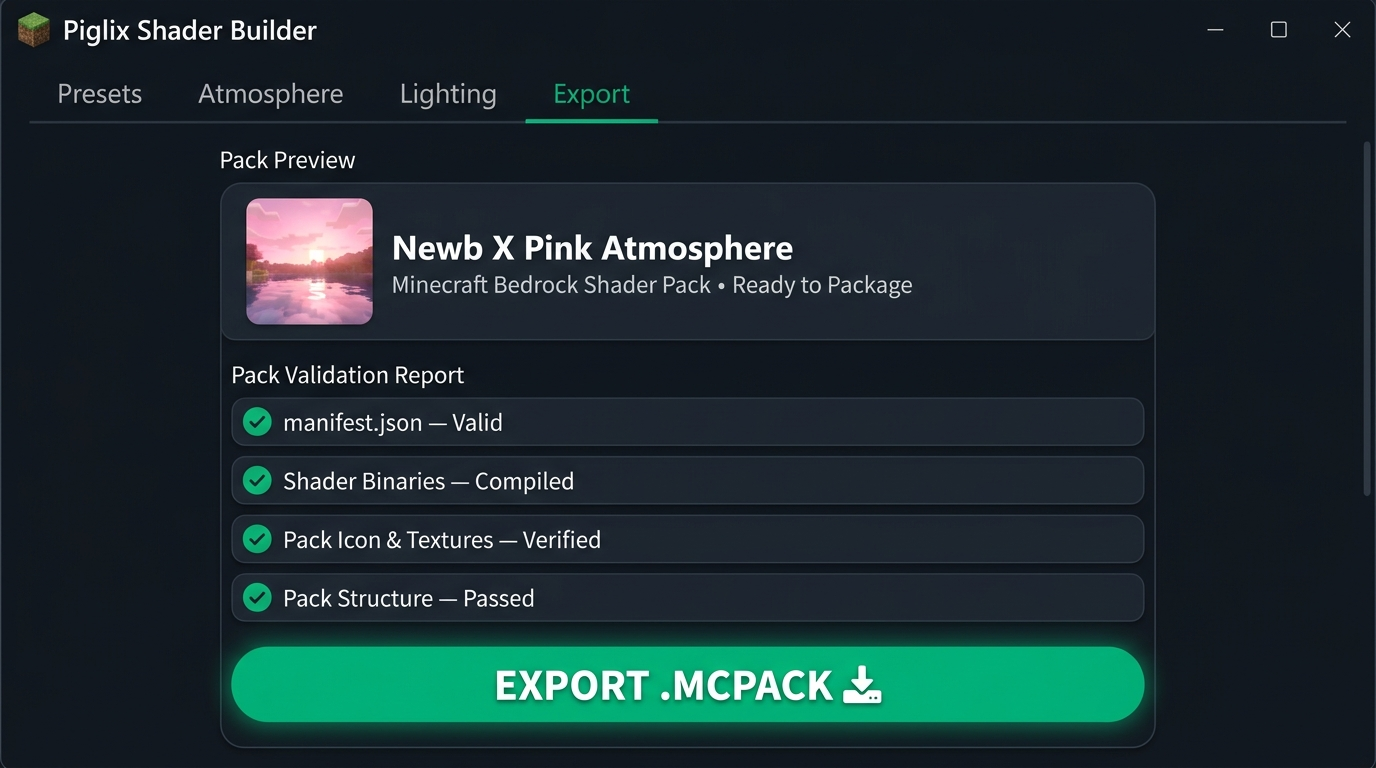 Piglix Shader Builder
Presets
Atmosphere
Lighting
Export
Pack Preview
Newb X Pink Atmosphere
Minecraft Bedrock Shader Pack • Ready to Package
Pack Validation Report
manifest.json — Valid
Shader Binaries — Compiled
Pack Icon & Textures — Verified
Pack Structure — Passed
EXPORT .MCPACK